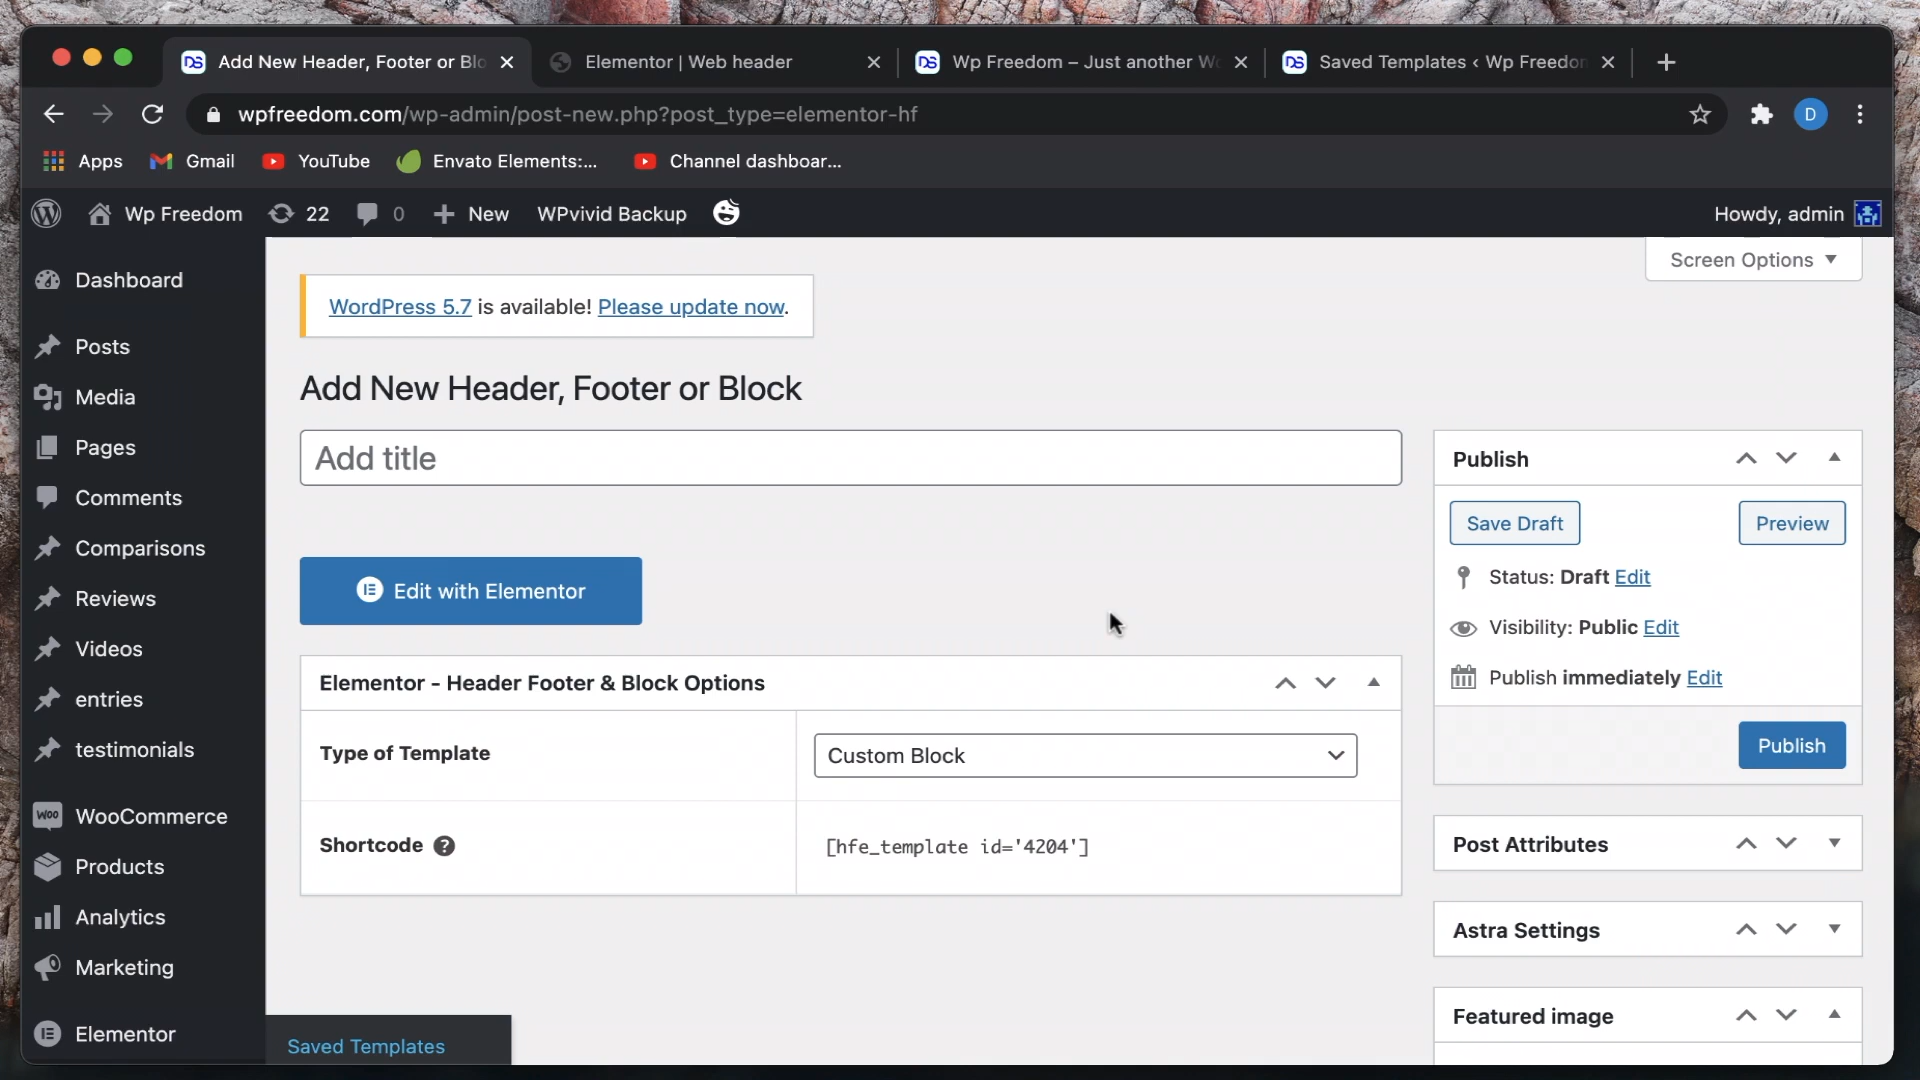 Add New Header, Footer or Blo
Elementor | Web header
Wp Freedom – Just another Wo
Saved Templates ‹ Wp Freedom
wpfreedom.com/wp-admin/post-new.php?post_type=elementor-hf
D
Apps
Gmail
YouTube
Envato Elements:...
Channel dashboar...
Wp Freedom
22
0
New
WPvivid Backup
Howdy, admin
Dashboard
Posts
Media
Pages
Comments
Comparisons
Reviews
Videos
entries
testimonials
WooCommerce
Products
Analytics
Marketing
Elementor
Saved Templates
Screen Options
WordPress 5.7 is available! Please update now.
Add New Header, Footer or Block
Add title
Edit with Elementor
Elementor - Header Footer & Block Options
Type of Template
Custom Block
Shortcode ?
[hfe_template id='4204']
Publish
Save Draft
Preview
Status: Draft Edit
Visibility: Public Edit
Publish immediately Edit
Publish
Post Attributes
Astra Settings
Featured image